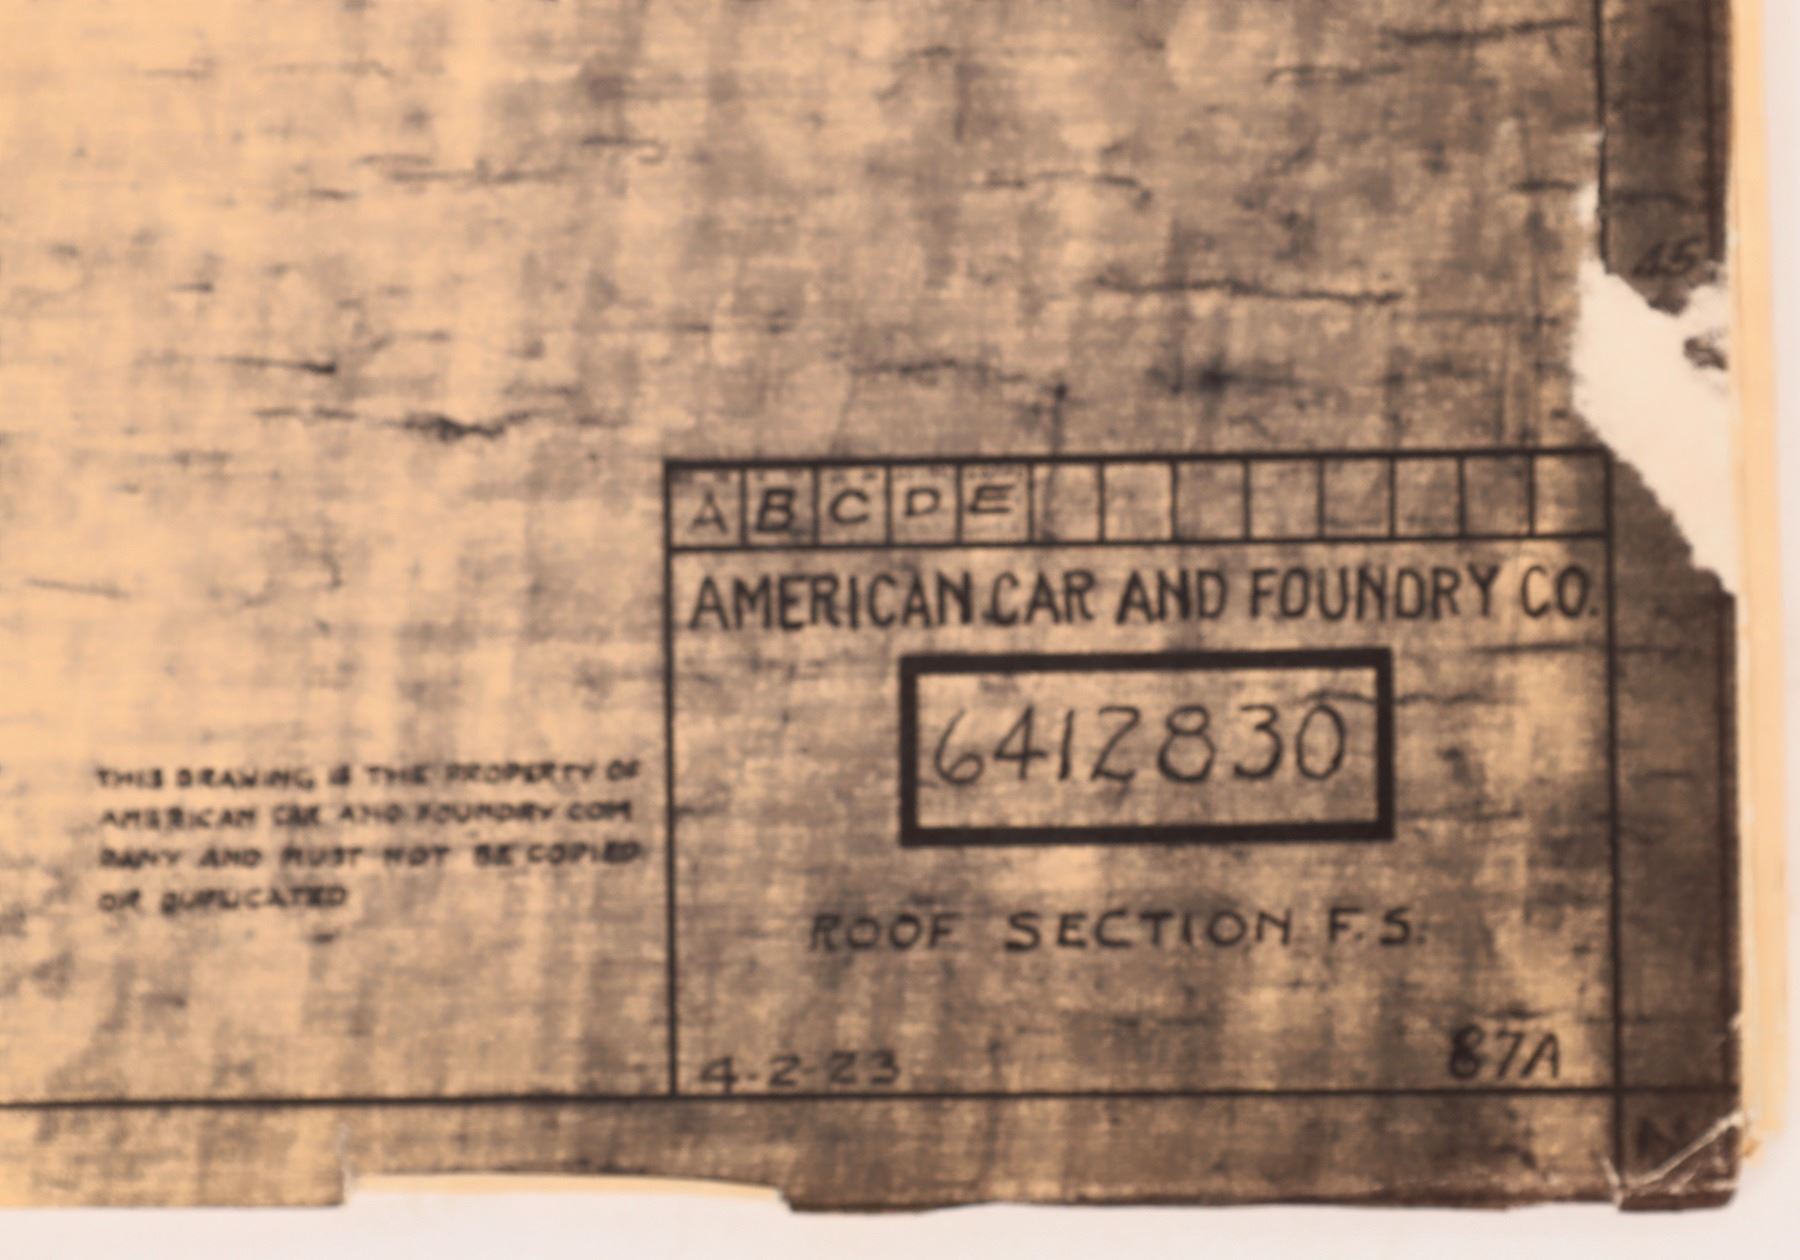 45
A B C D E
AMERICAN CAR AND FOUNDRY CO.
6412830
THIS DRAWING IS THE PROPERTY OF
AMERICAN CAR AND FOUNDRY COM
PANY AND MUST NOT BE COPIED
OR DUPLICATED
ROOF SECTION F.S.
4-2-23
87A